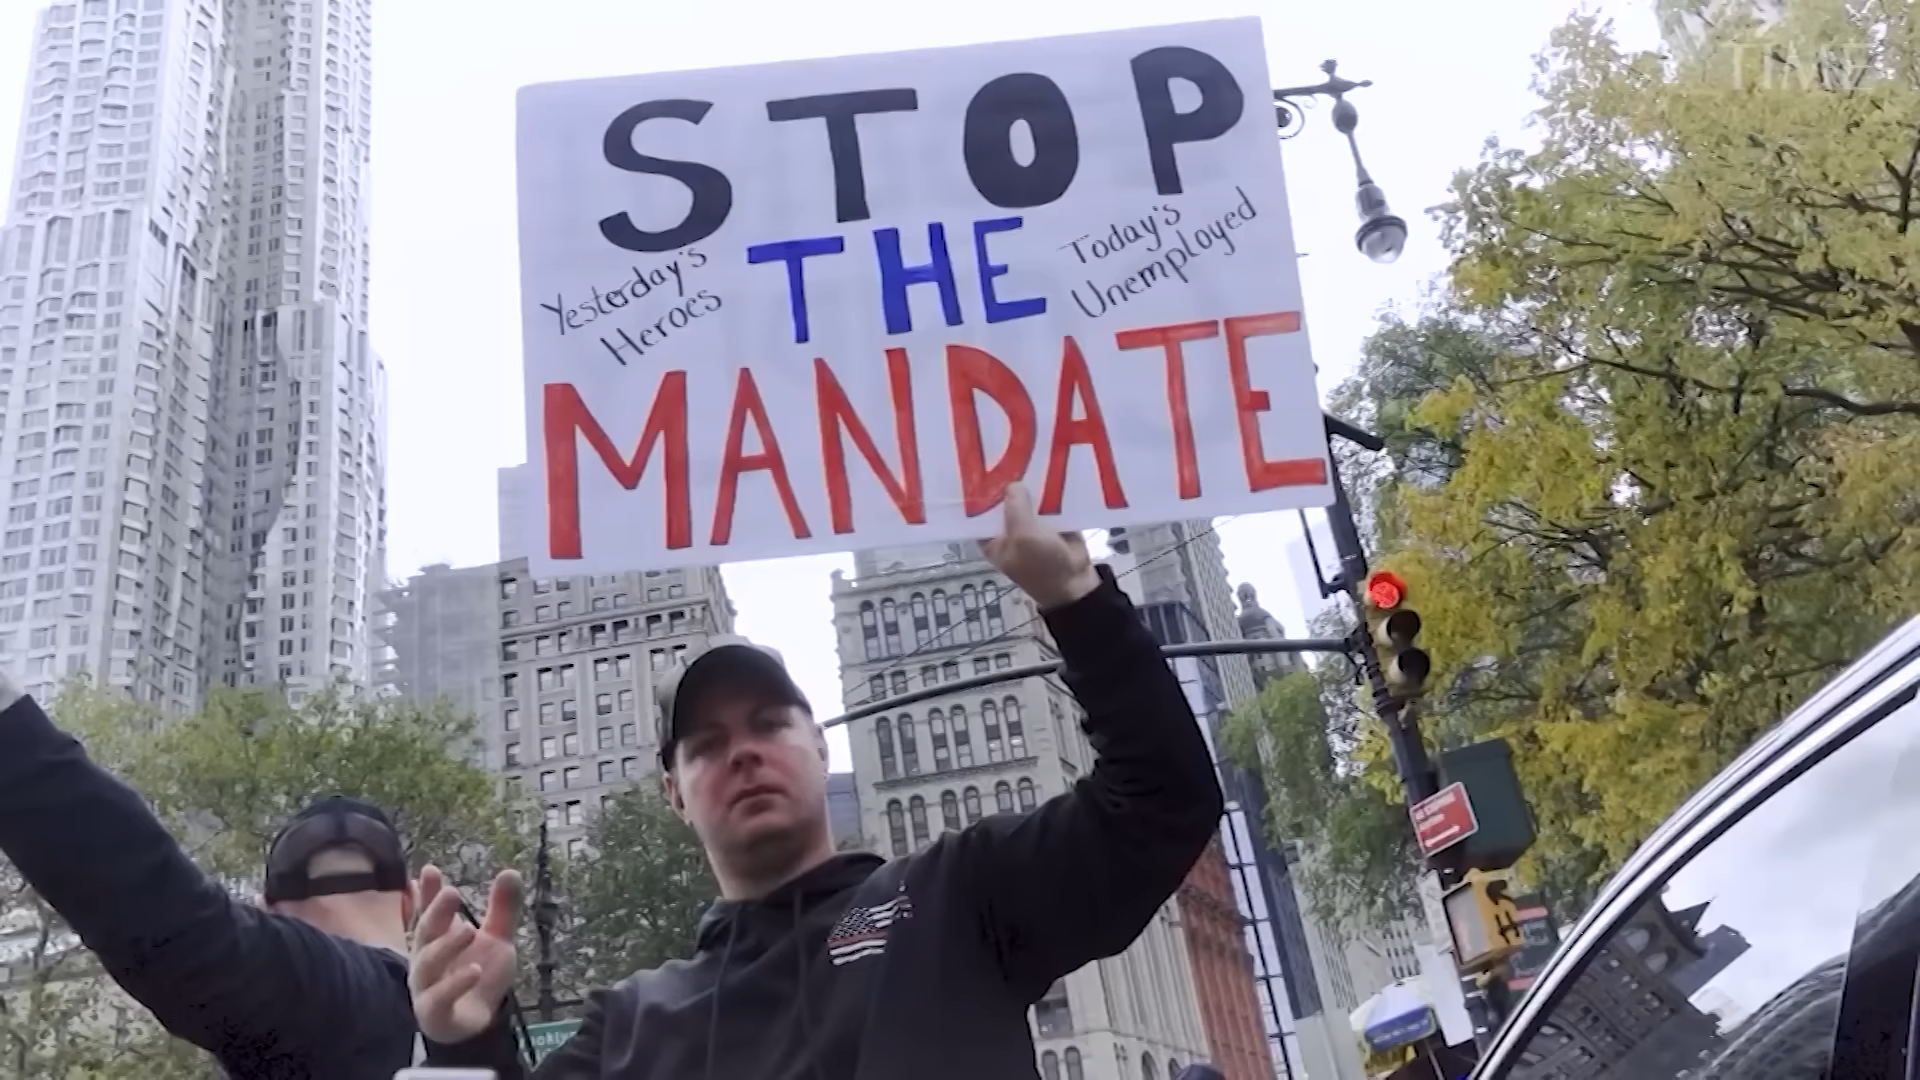 TIME
STOP
Yesterday's
Heroes
THE
Today's
Unemployed
MANDATE